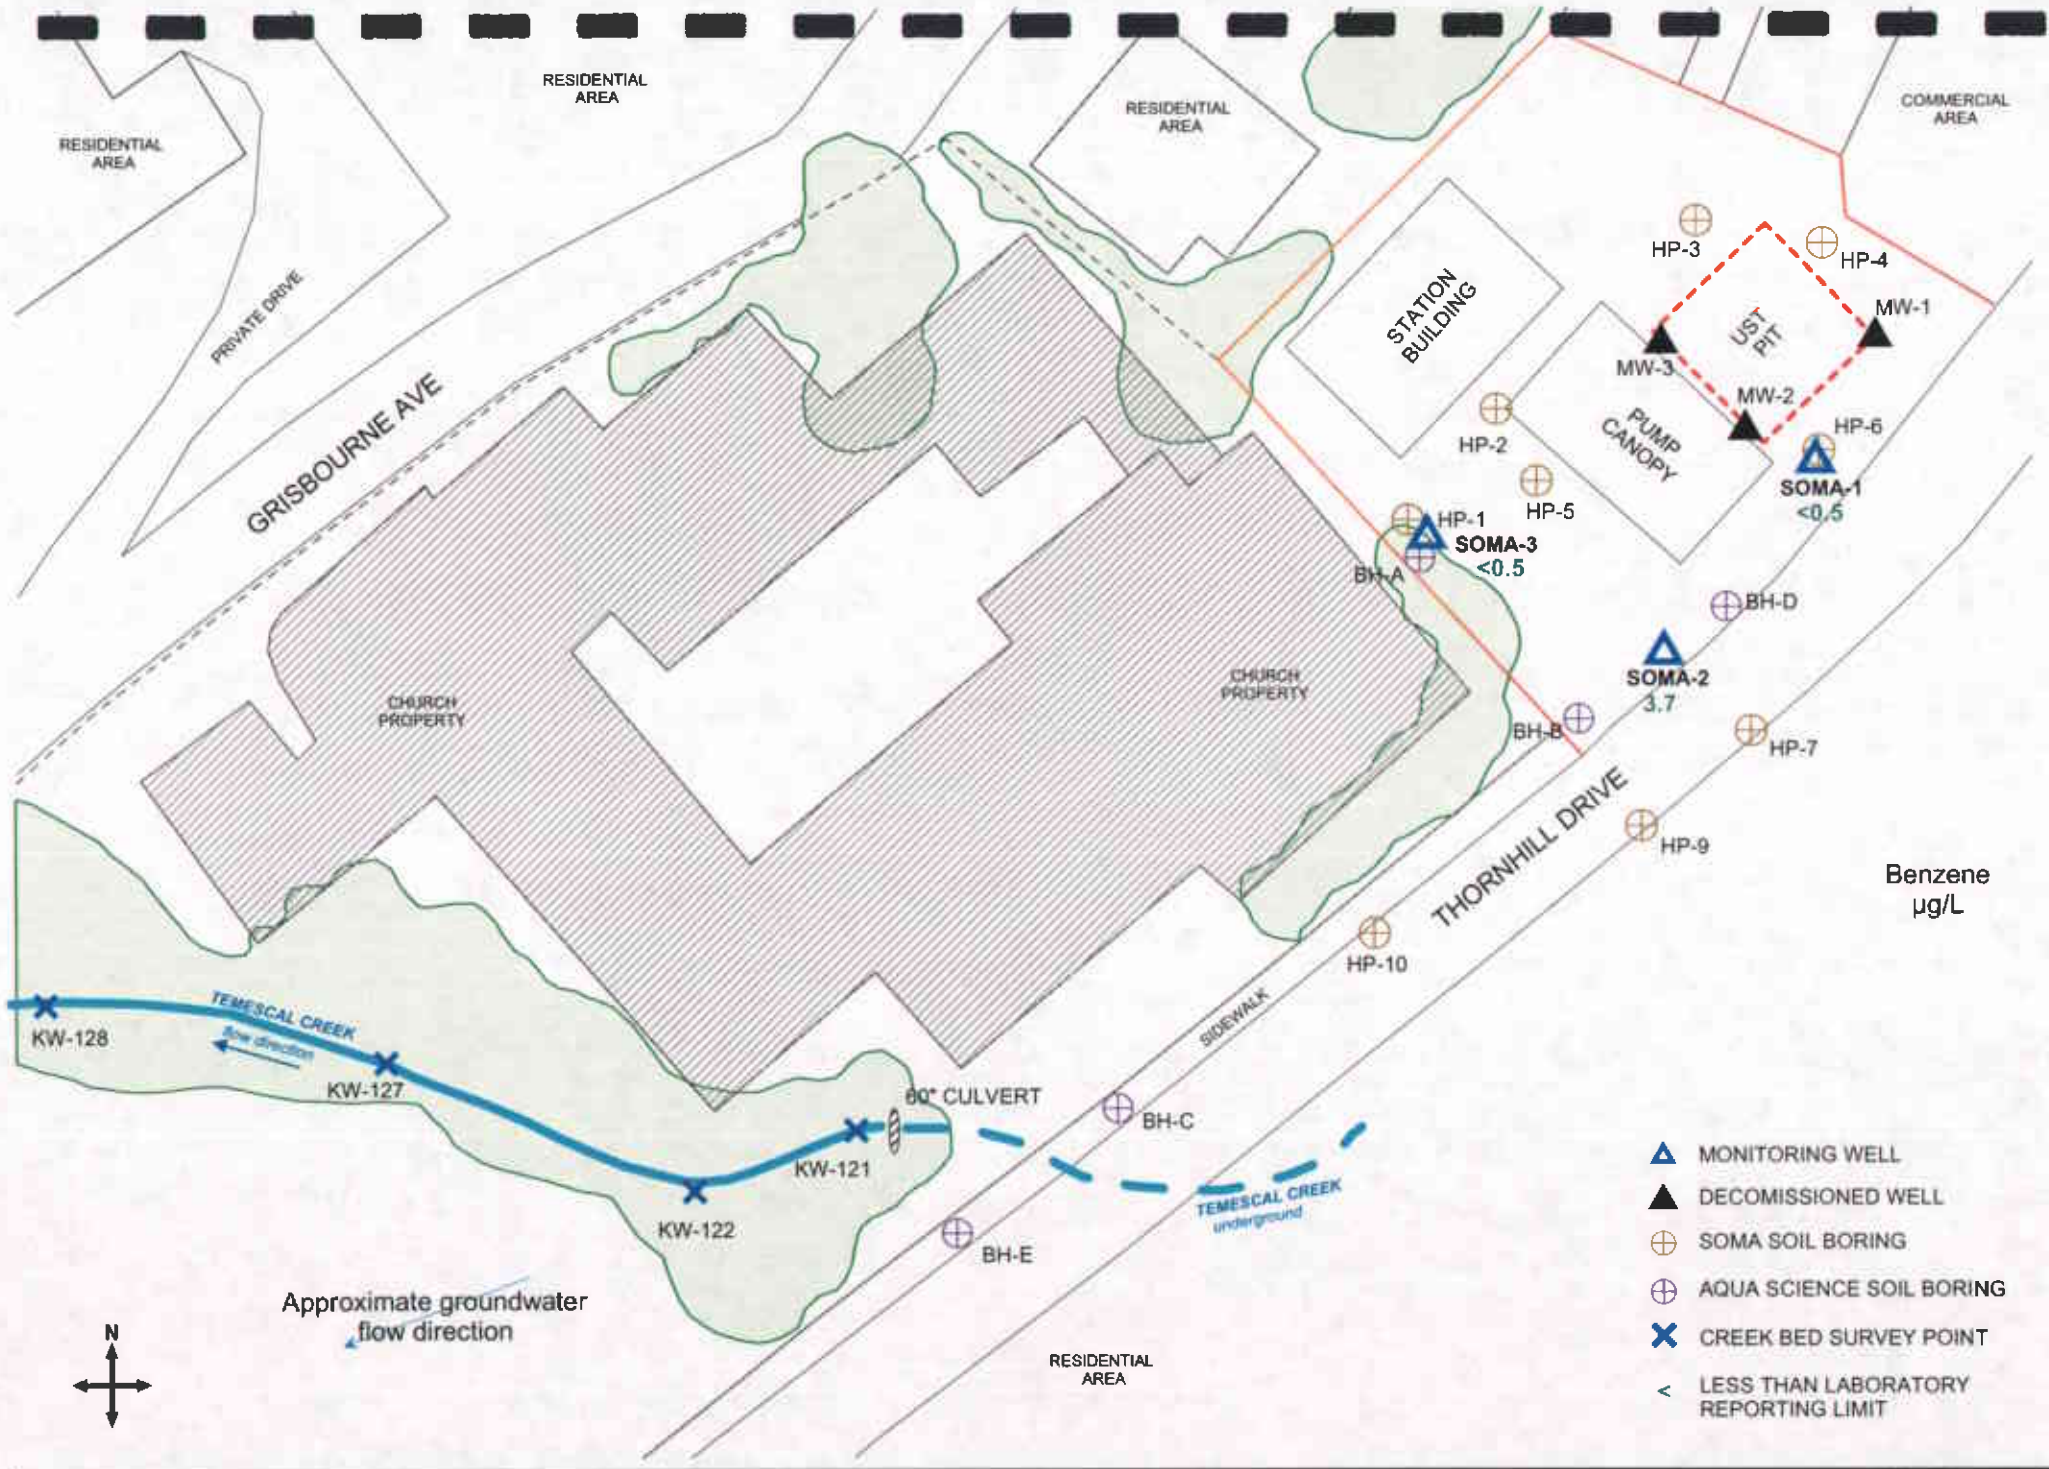 RESIDENTIAL
AREA
RESIDENTIAL
AREA
RESIDENTIAL
AREA
COMMERCIAL
AREA
PRIVATE DRIVE
GRISBOURNE AVE
STATION
BUILDING
HP-3
HP-4
UST
PIT
MW-1
MW-3
MW-2
PUMP
CANOPY
HP-2
HP-6
HP-5
SOMA-1
<0.5
HP-1
SOMA-3
<0.5
BH-A
BH-D
SOMA-2
3.7
BH-B
HP-7
CHURCH
PROPERTY
CHURCH
PROPERTY
THORNHILL DRIVE
HP-9
HP-10
SIDEWALK
Benzene
µg/L
TEMESCAL CREEK
flow direction
KW-128
KW-127
KW-122
KW-121
60" CULVERT
BH-C
BH-E
TEMESCAL CREEK
underground
Approximate groundwater
flow direction
N
RESIDENTIAL
AREA
MONITORING WELL
DECOMISSIONED WELL
SOMA SOIL BORING
AQUA SCIENCE SOIL BORING
CREEK BED SURVEY POINT
< LESS THAN LABORATORY
REPORTING LIMIT